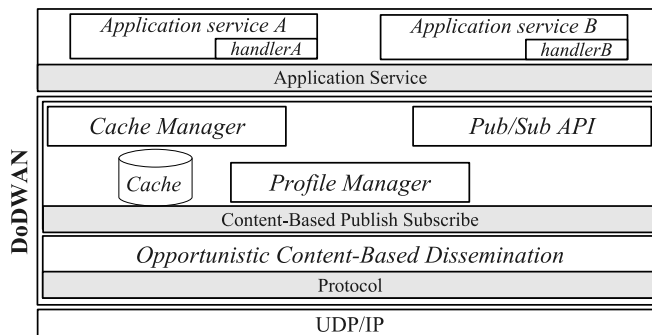 Application service A
Application service B
handlerA
handlerB
Application Service
DoDWAN
Cache Manager
Pub/Sub API
Cache
Profile Manager
Content-Based Publish Subscribe
Opportunistic Content-Based Dissemination
Protocol
UDP/IP